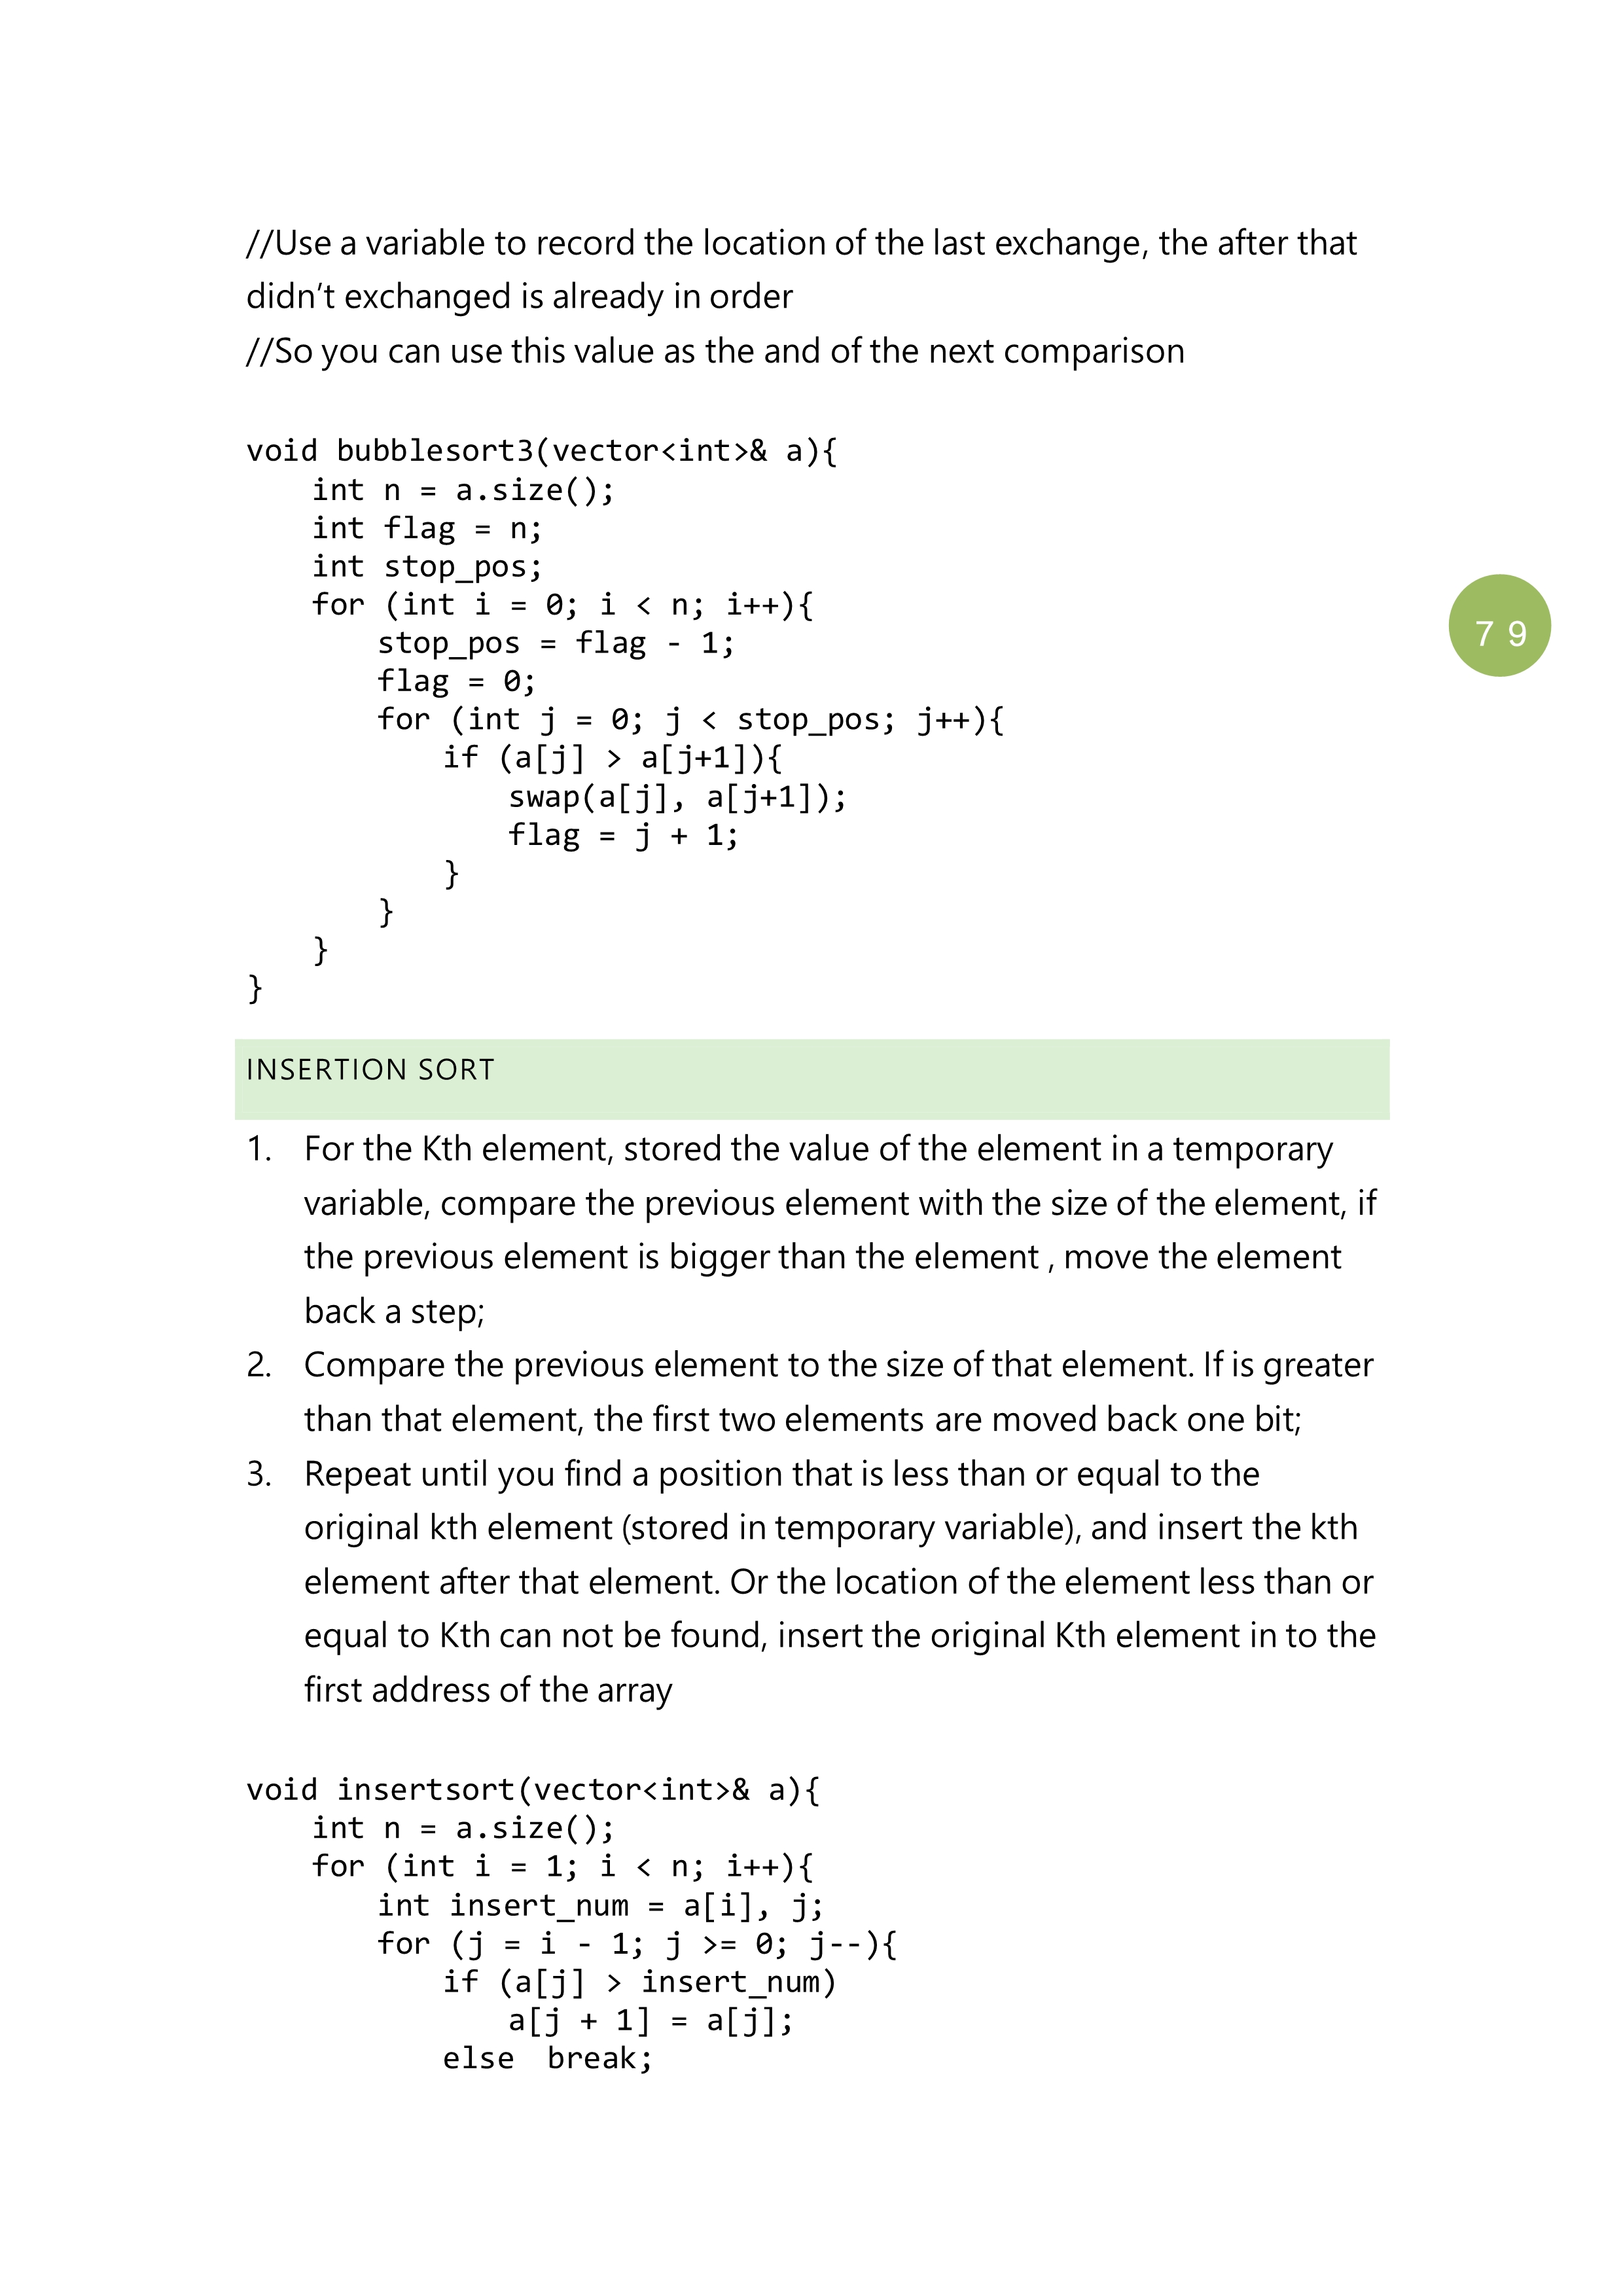 //Use a variable to record the location of the last exchange, the after that
didn’t exchanged is already in order
//So you can use this value as the and of the next comparison
void bubblesort3(vector<int>& a){
    int n = a.size();
    int flag = n;
    int stop_pos;
    for (int i = 0; i < n; i++){
        stop_pos = flag - 1;
        flag = 0;
        for (int j = 0; j < stop_pos; j++){
            if (a[j] > a[j+1]){
                swap(a[j], a[j+1]);
                flag = j + 1;
            }
        }
    }
}
79
INSERTION SORT
1. For the Kth element, stored the value of the element in a temporary
variable, compare the previous element with the size of the element, if
the previous element is bigger than the element , move the element
back a step;
2. Compare the previous element to the size of that element. If is greater
than that element, the first two elements are moved back one bit;
3. Repeat until you find a position that is less than or equal to the
original kth element (stored in temporary variable), and insert the kth
element after that element. Or the location of the element less than or
equal to Kth can not be found, insert the original Kth element in to the
first address of the array
void insertsort(vector<int>& a){
    int n = a.size();
    for (int i = 1; i < n; i++){
        int insert_num = a[i], j;
        for (j = i - 1; j >= 0; j--){
            if (a[j] > insert_num)
                a[j + 1] = a[j];
            else  break;